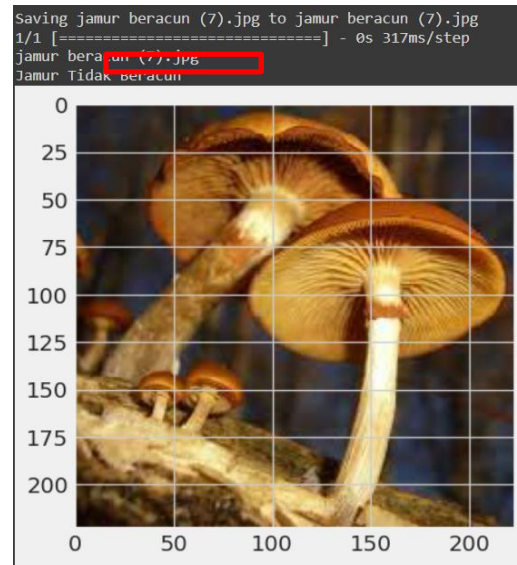 Saving jamur beracun (7).jpg to jamur beracun (7).jpg
1/1 [==============================] - 0s 317ms/step
jamur beracun (7).jpg
Jamur Tidak Beracun
0
25
50
75
100
125
150
175
200
0 50 100 150 200